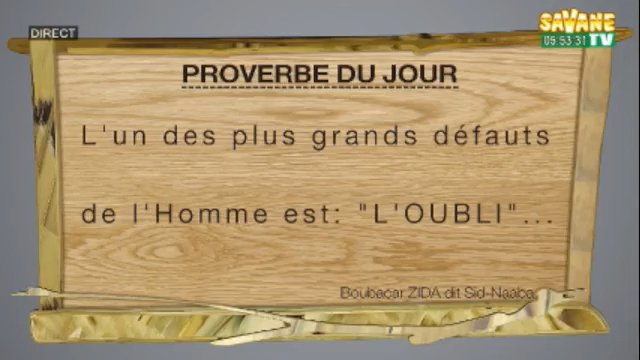 DIRECT
SAVANE
09:53:31 TV
PROVERBE DU JOUR
L'un des plus grands défauts
de l'Homme est: "L'OUBLI"...
Boubacar ZIDA dit Sid-Naaba